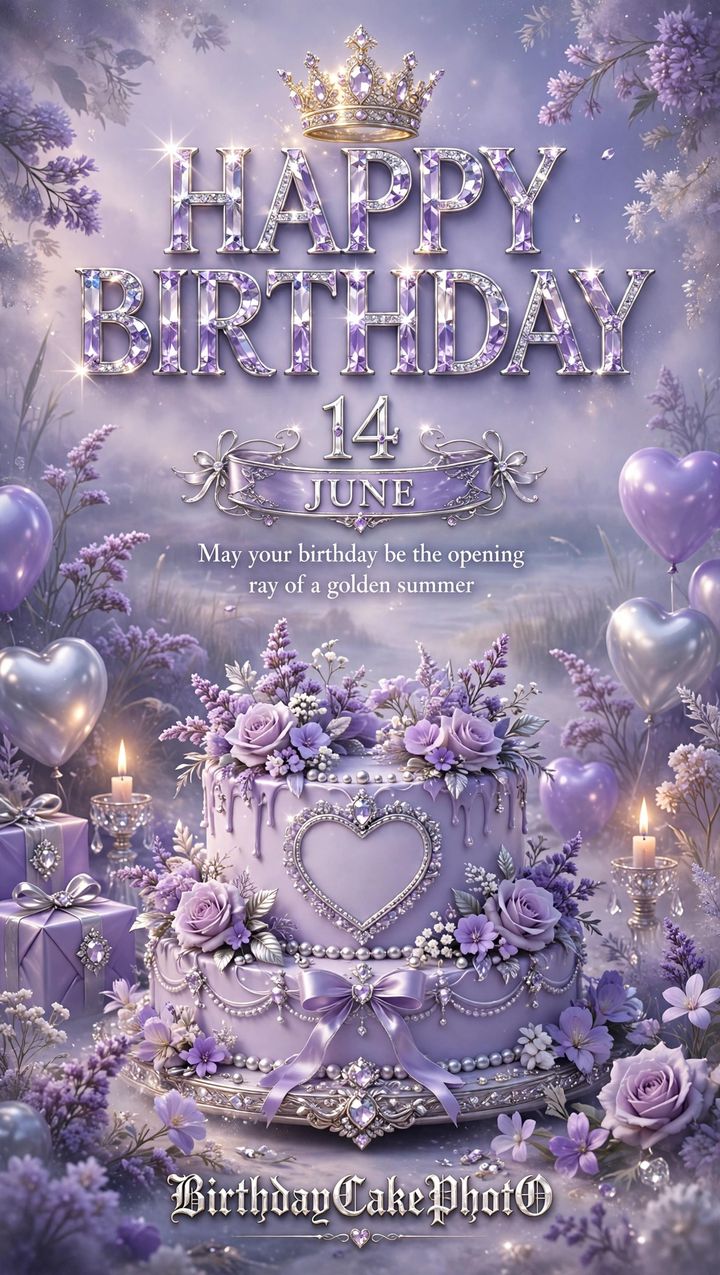 HAPPY
BIRTHDAY
14
JUNE
May your birthday be the opening
ray of a golden summer
BirthdayCakePhotO